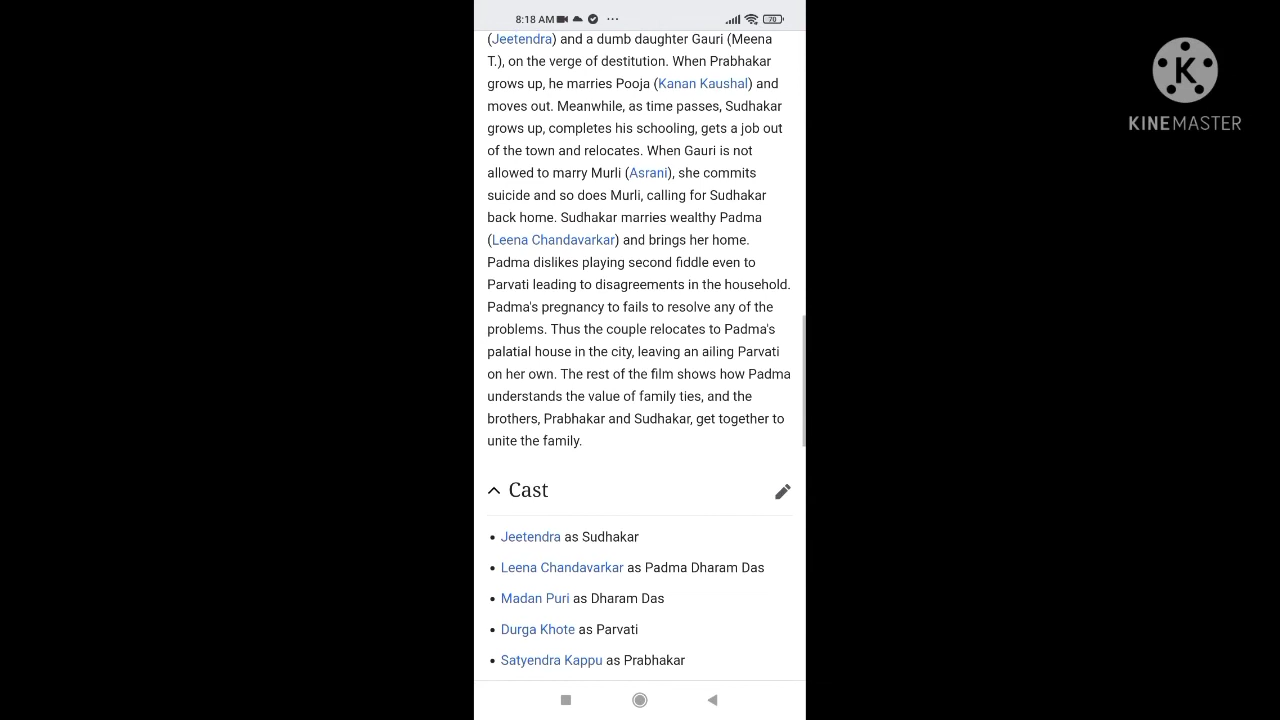 8:18 AM ... 70
(Jeetendra) and a dumb daughter Gauri (Meena
T.), on the verge of destitution. When Prabhakar
grows up, he marries Pooja (Kanan Kaushal) and
moves out. Meanwhile, as time passes, Sudhakar
grows up, completes his schooling, gets a job out
of the town and relocates. When Gauri is not
allowed to marry Murli (Asrani), she commits
suicide and so does Murli, calling for Sudhakar
back home. Sudhakar marries wealthy Padma
(Leena Chandavarkar) and brings her home.
Padma dislikes playing second fiddle even to
Parvati leading to disagreements in the household.
Padma's pregnancy to fails to resolve any of the
problems. Thus the couple relocates to Padma's
palatial house in the city, leaving an ailing Parvati
on her own. The rest of the film shows how Padma
understands the value of family ties, and the
brothers, Prabhakar and Sudhakar, get together to
unite the family.
Cast
• Jeetendra as Sudhakar
• Leena Chandavarkar as Padma Dharam Das
• Madan Puri as Dharam Das
• Durga Khote as Parvati
• Satyendra Kappu as Prabhakar
K
KINEMASTER